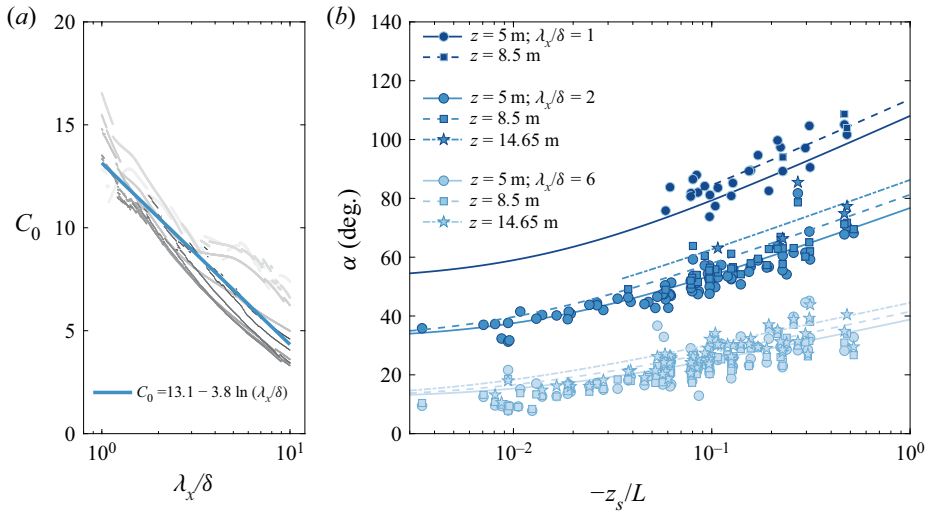 (a)
20
15
C0
10
5
0
C0 =13.1 − 3.8 ln (λx/δ)
10^0
10^1
λx/δ
(b)
140
120
100
80
α (deg.)
60
40
20
0
z = 5 m; λx/δ = 1
z = 8.5 m
z = 5 m; λx/δ = 2
z = 8.5 m
z = 14.65 m
z = 5 m; λx/δ = 6
z = 8.5 m
z = 14.65 m
10^−2
10^−1
10^0
−zs/L